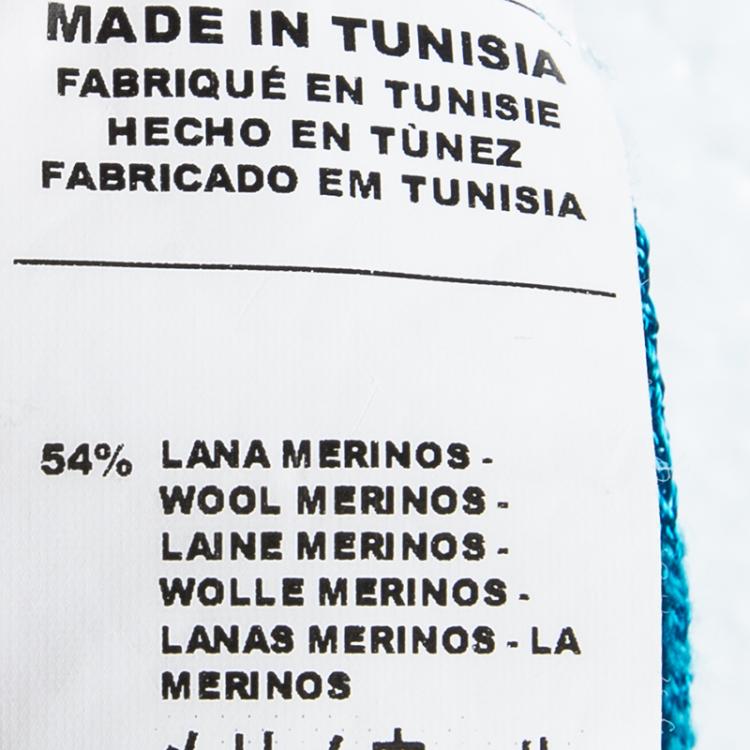 MADE IN TUNISIA
FABRIQUÉ EN TUNISIE
HECHO EN TÙNEZ
FABRICADO EM TUNISIA
54% LANA MERINOS -
WOOL MERINOS -
LAINE MERINOS -
WOLLE MERINOS -
LANAS MERINOS - LA
MERINOS